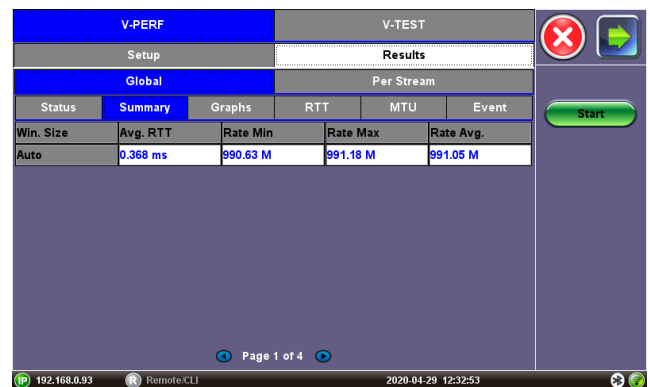 V-PERF V-TEST
Setup Results
Global Per Stream
Status Summary Graphs RTT MTU Event
Start
Win. Size Avg. RTT Rate Min Rate Max Rate Avg.
Auto 0.368 ms 990.63 M 991.18 M 991.05 M
Page 1 of 4
IP 192.168.0.93 R Remote/CLI 2020-04-29 12:32:53